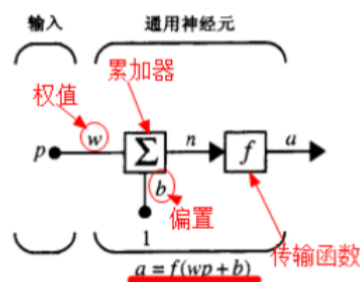 输入 通用神经元
累加器
权值
p w Σ n f a
b
偏置
1
传输函数
a = f(wp + b)